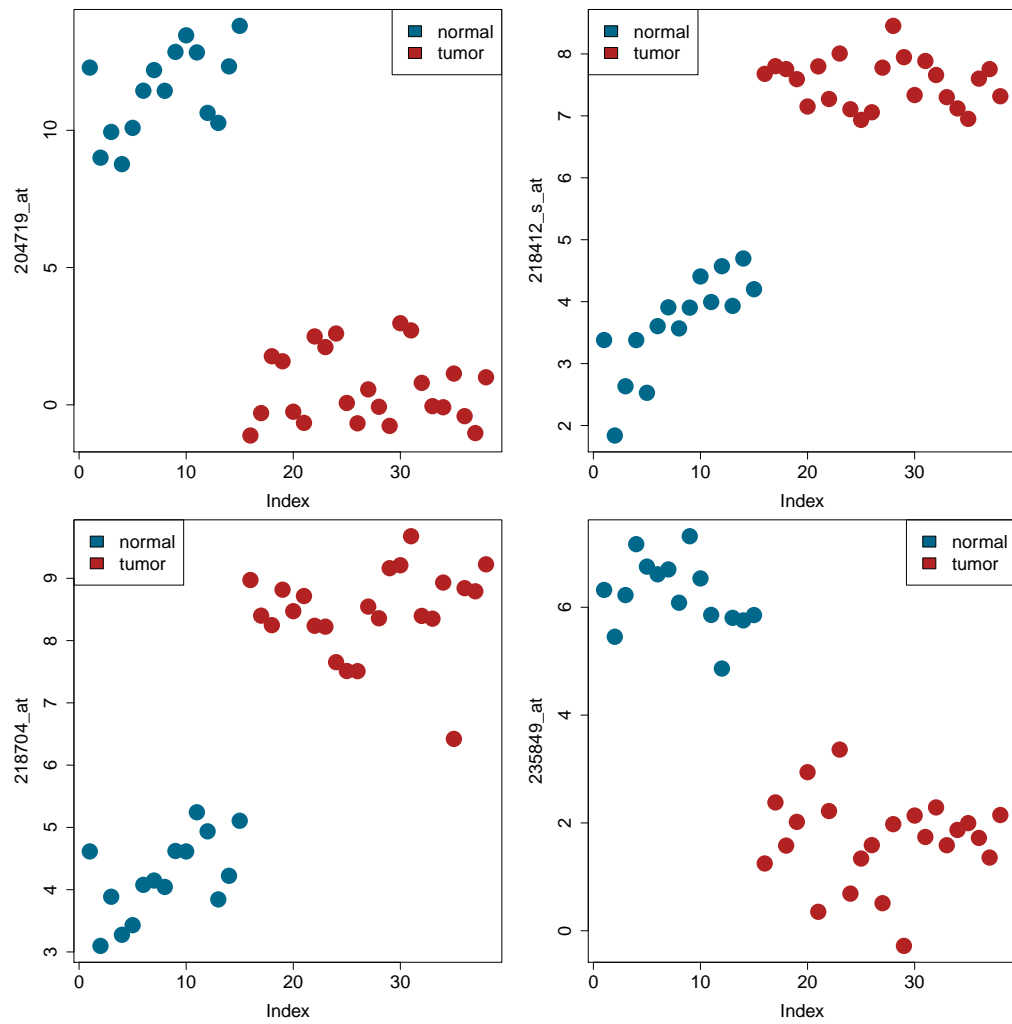 normal
tumor
204719_at
0
5
10
0
10
20
30
Index
normal
tumor
218412_s_at
2
3
4
5
6
7
8
0
10
20
30
Index
normal
tumor
218704_at
3
4
5
6
7
8
9
0
10
20
30
Index
normal
tumor
235849_at
0
2
4
6
0
10
20
30
Index